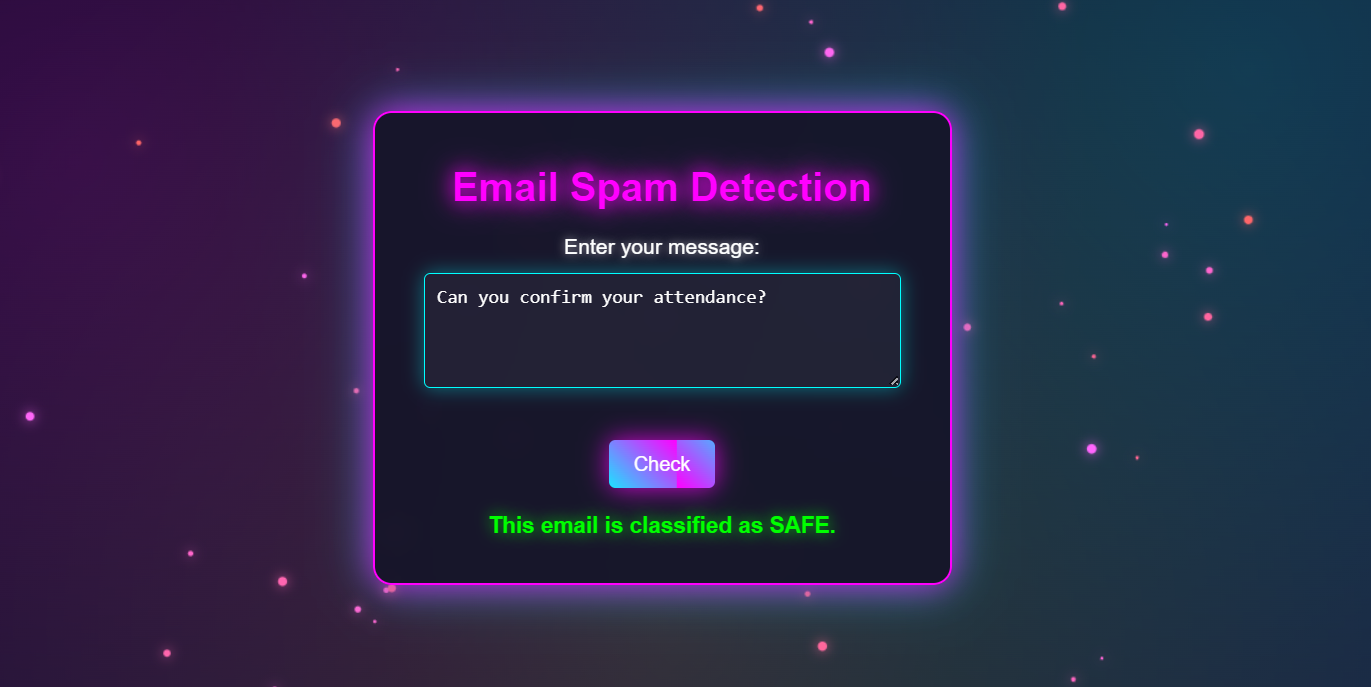 Email Spam Detection
Enter your message:
Can you confirm your attendance?
Check
This email is classified as SAFE.